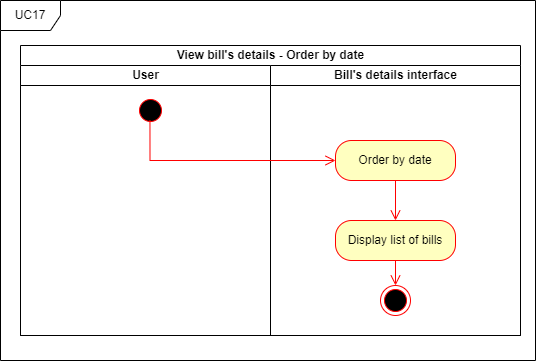 UC17
View bill's details - Order by date
User
Bill's details interface
Order by date
Display list of bills